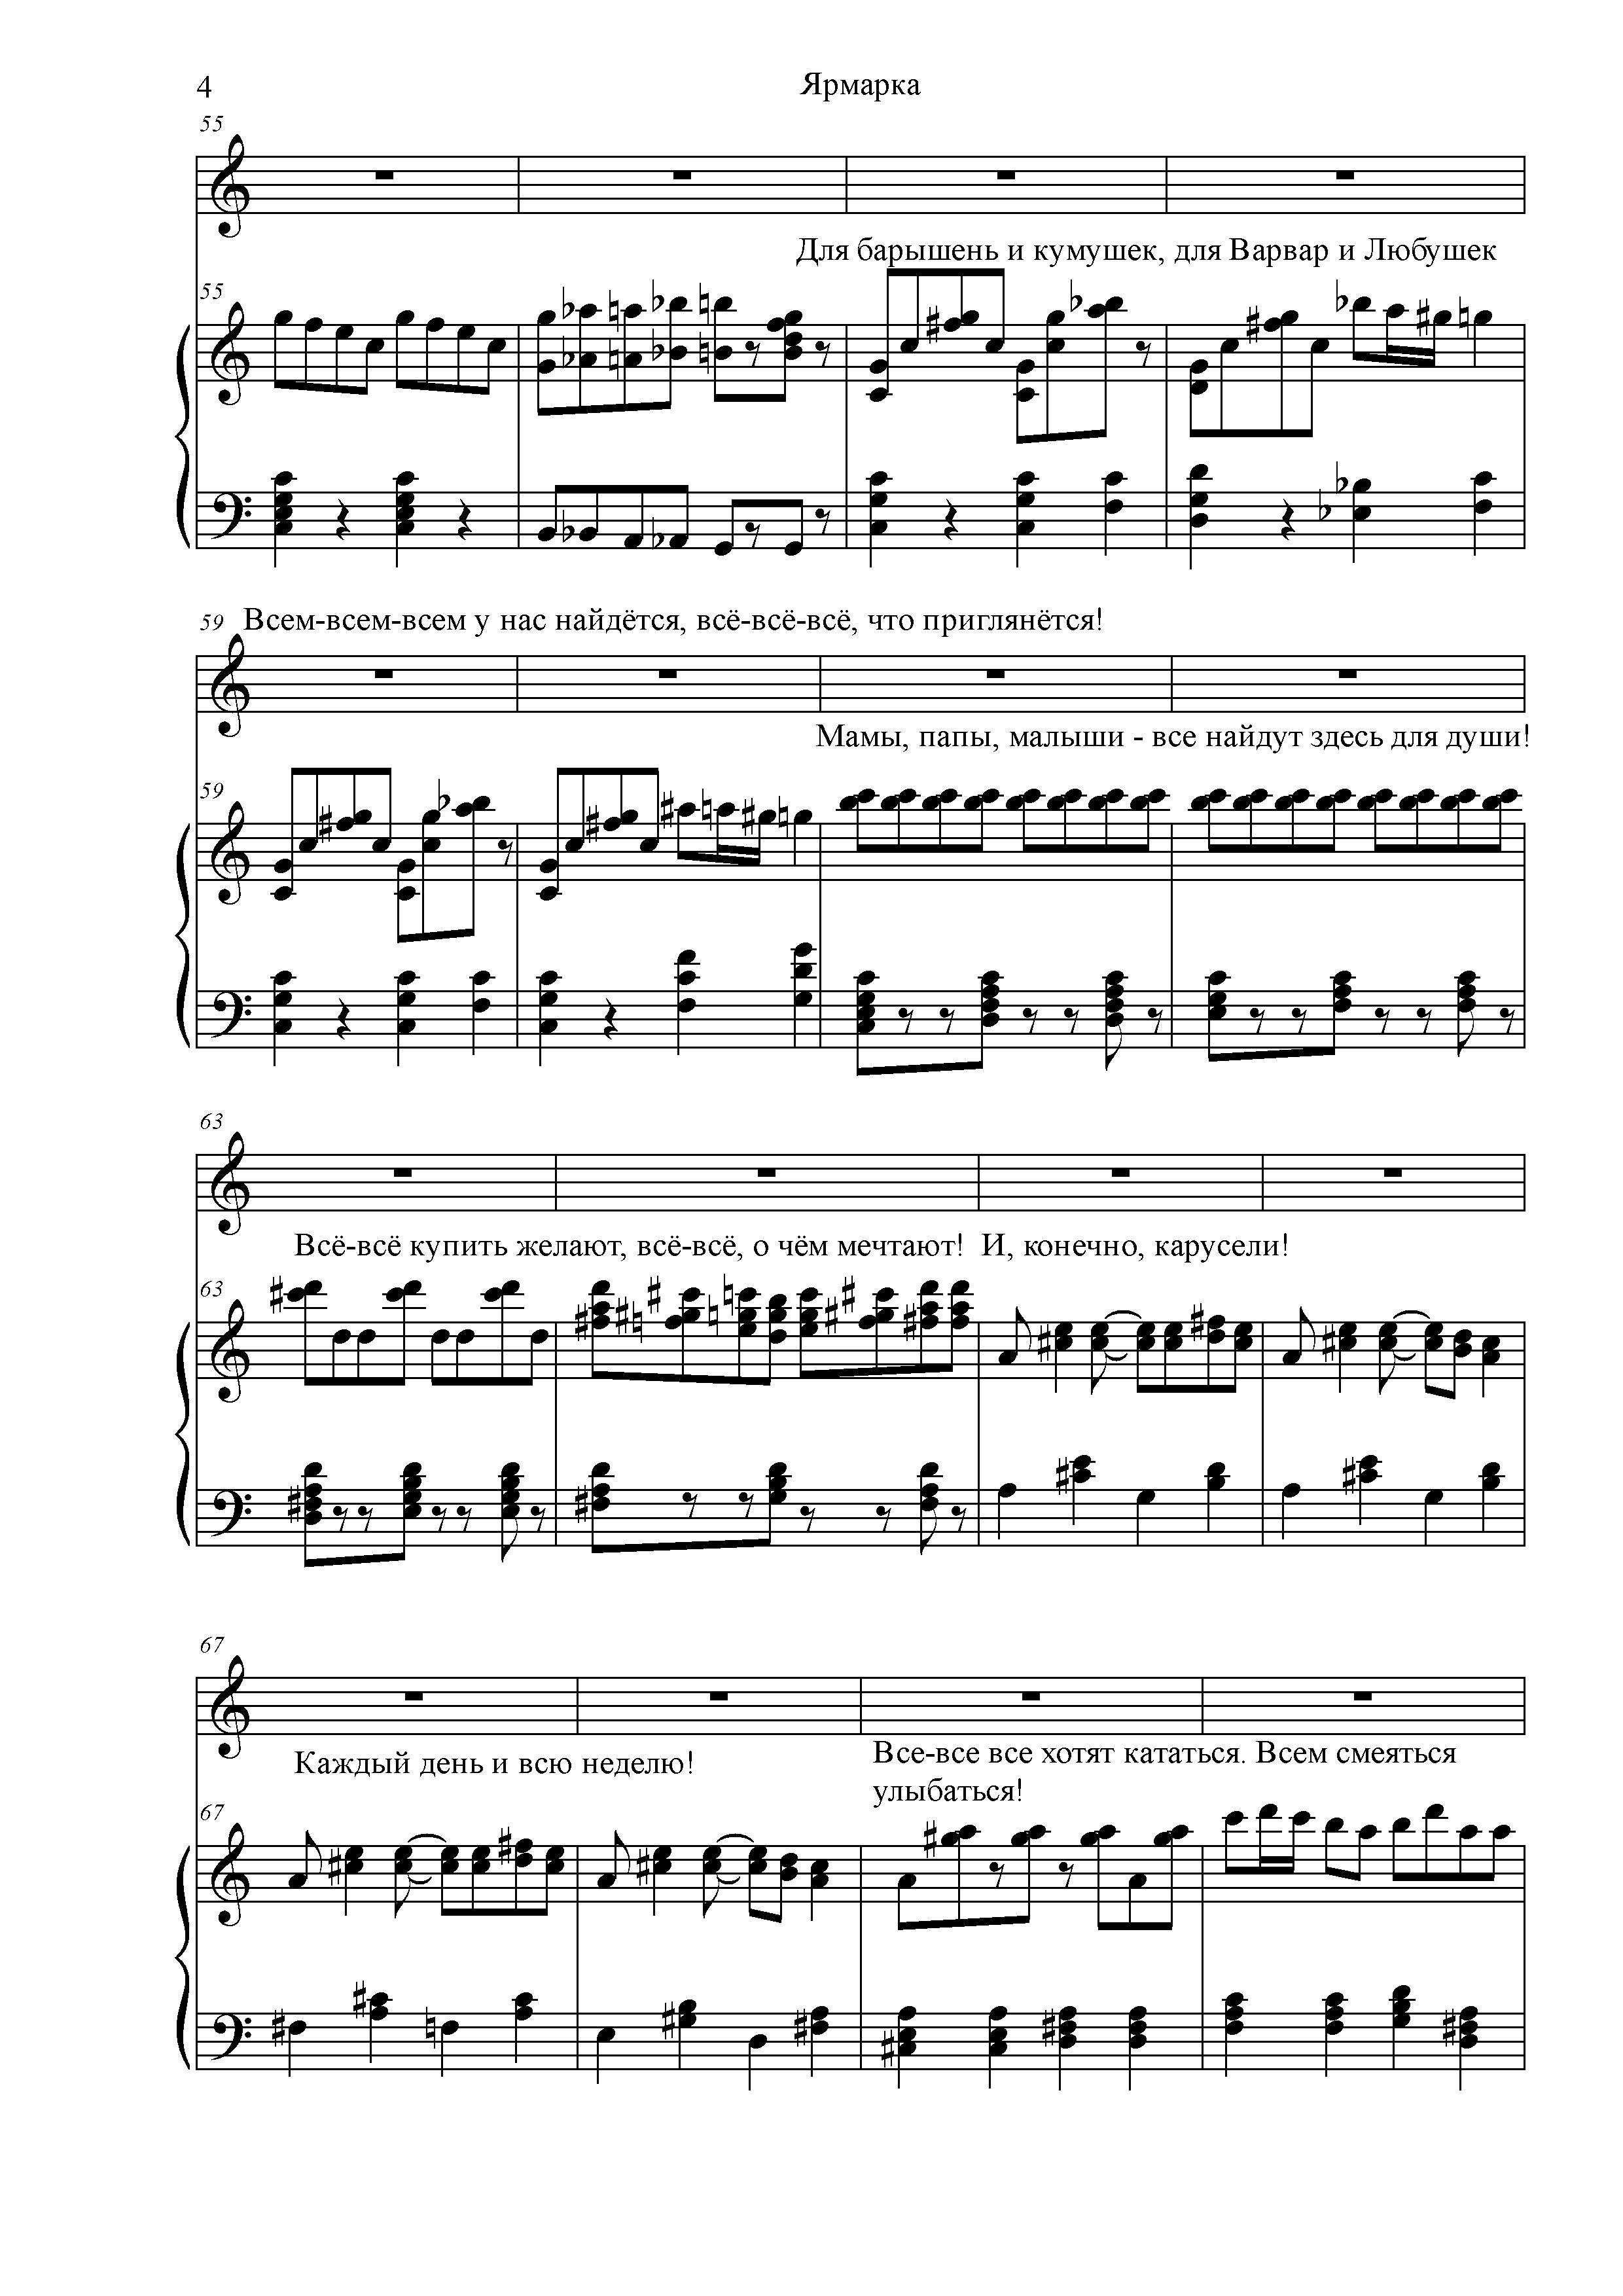 4 Ярмарка
55
Для барышень и кумушек, для Варвар и Любушек
55
59 Всем-всем-всем у нас найдётся, всё-всё-всё, что приглянётся!
Мамы, папы, малыши - все найдут здесь для души!
59
63
Всё-всё купить желают, всё-всё, о чём мечтают! И, конечно, карусели!
63
67
Каждый день и всю неделю!
Все-все все хотят кататься. Всем смеяться
улыбаться!
67